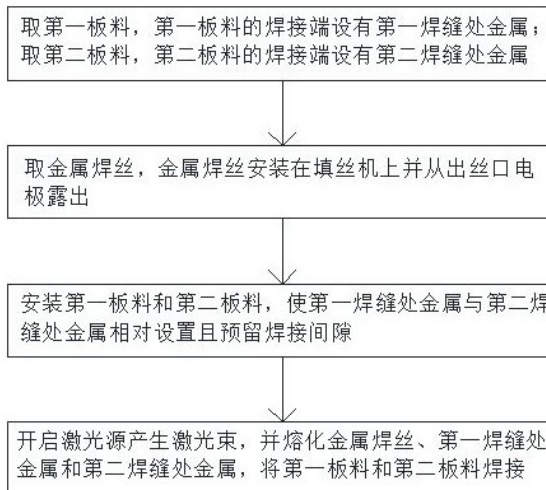 取第一板料，第一板料的焊接端设有第一焊缝处金属；
取第二板料，第二板料的焊接端设有第二焊缝处金属
取金属焊丝，金属焊丝安装在填丝机上并从出丝口电
极露出
安装第一板料和第二板料，使第一焊缝处金属与第二焊
缝处金属相对设置且预留焊接间隙
开启激光源产生激光束，并熔化金属焊丝、第一焊缝处
金属和第二焊缝处金属，将第一板料和第二板料焊接